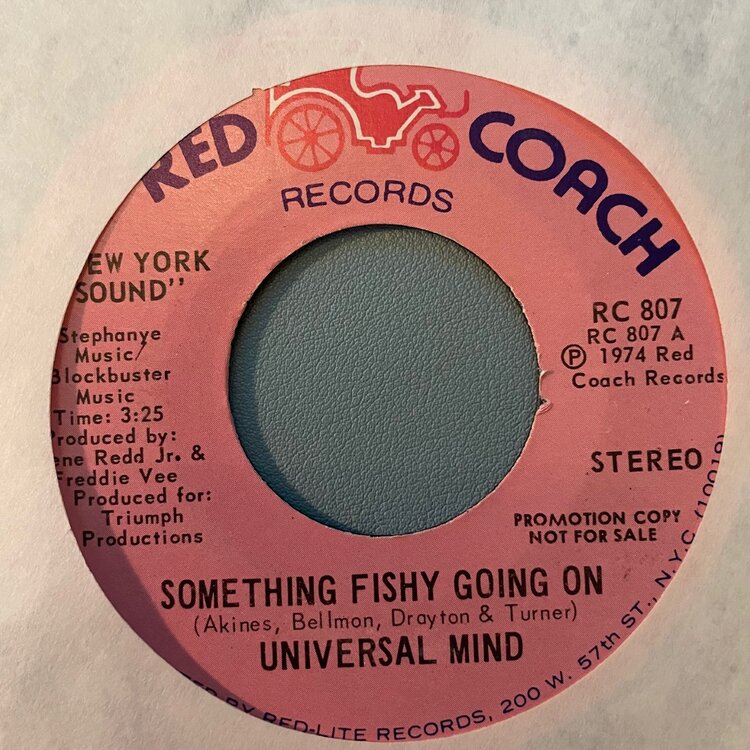 RED COACH
RECORDS
EW YORK
SOUND"
Stephanye
Music/
Blockbuster
Music
Time: 3:25
Produced by:
ene Redd Jr. &
Freddie Vee
Produced for:
Triumph
Productions
RC 807
RC 807 A
Ⓟ 1974 Red
Coach Records
STEREO
PROMOTION COPY
NOT FOR SALE
SOMETHING FISHY GOING ON
(Akines, Bellmon, Drayton & Turner)
UNIVERSAL MIND
BY RED-LITE RECORDS, 200 W. 57th ST., N.Y.C. (10019)